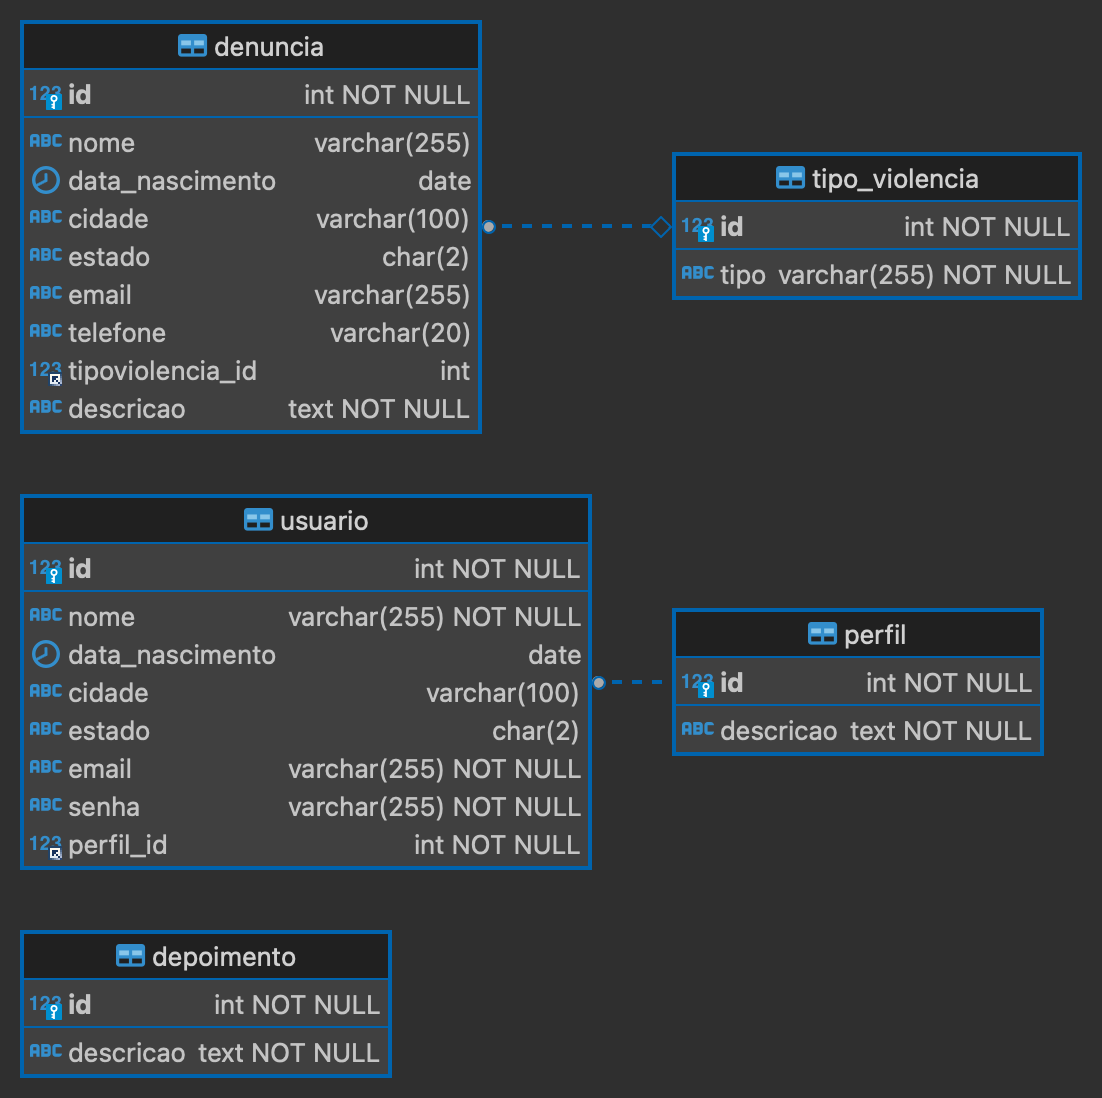 denuncia
123 id int NOT NULL
ABC nome varchar(255)
data_nascimento date
ABC cidade varchar(100)
ABC estado char(2)
ABC email varchar(255)
ABC telefone varchar(20)
123 tipoviolencia_id int
ABC descricao text NOT NULL
tipo_violencia
123 id int NOT NULL
ABC tipo varchar(255) NOT NULL
usuario
123 id int NOT NULL
ABC nome varchar(255) NOT NULL
data_nascimento date
ABC cidade varchar(100)
ABC estado char(2)
ABC email varchar(255) NOT NULL
ABC senha varchar(255) NOT NULL
123 perfil_id int NOT NULL
perfil
123 id int NOT NULL
ABC descricao text NOT NULL
depoimento
123 id int NOT NULL
ABC descricao text NOT NULL